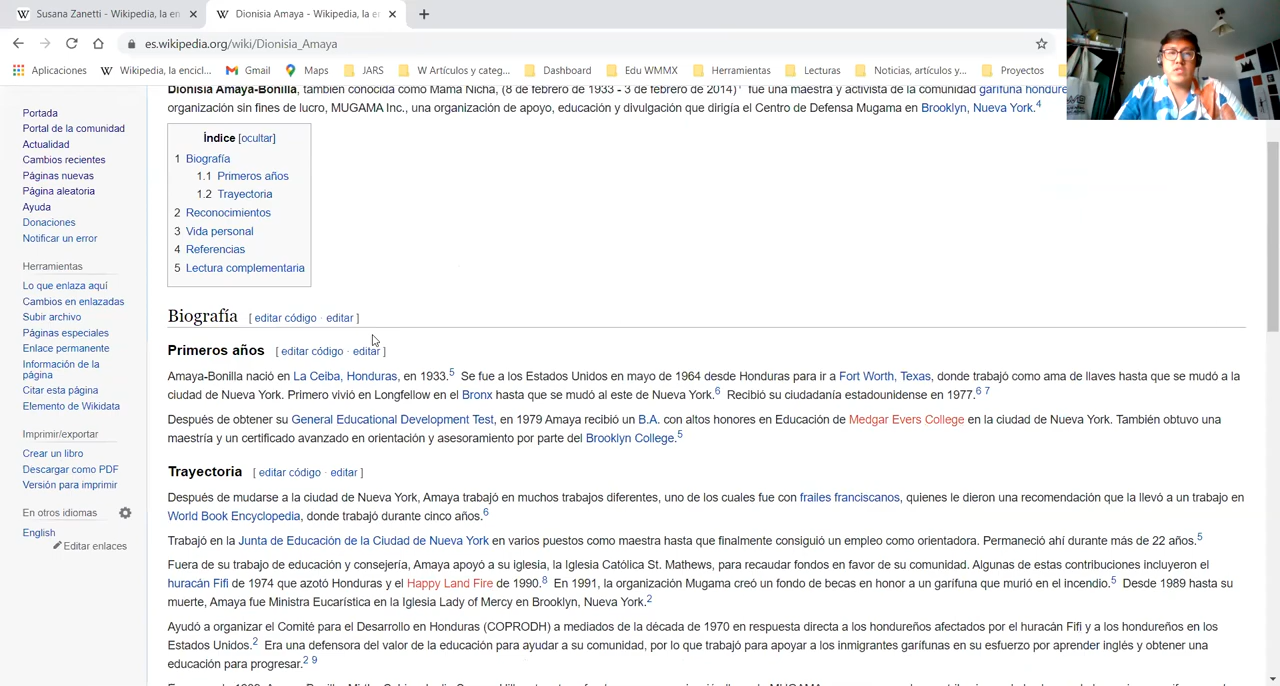 Susana Zanetti - Wikipedia, la en
Dionisia Amaya - Wikipedia, la en
es.wikipedia.org/wiki/Dionisia_Amaya
Aplicaciones
Wikipedia, la encicl...
Gmail
Maps
JARS
W Artículos y categ...
Dashboard
Edu WMMX
Herramientas
Lecturas
Noticias, artículos y...
Proyectos
Portada
Portal de la comunidad
Actualidad
Cambios recientes
Páginas nuevas
Página aleatoria
Ayuda
Donaciones
Notificar un error
Herramientas
Lo que enlaza aquí
Cambios en enlazadas
Subir archivo
Páginas especiales
Enlace permanente
Información de la
página
Citar esta página
Elemento de Wikidata
Imprimir/exportar
Crear un libro
Descargar como PDF
Versión para imprimir
En otros idiomas
English
Editar enlaces
Dionisia Amaya-Bonilla, también conocida como Mama Nicha, (8 de febrero de 1933 - 3 de febrero de 2014)1 fue una maestra y activista de la comunidad garífuna hondure
organización sin fines de lucro, MUGAMA Inc., una organización de apoyo, educación y divulgación que dirigía el Centro de Defensa Mugama en Brooklyn, Nueva York.4
Índice [ocultar]
1 Biografía
1.1 Primeros años
1.2 Trayectoria
2 Reconocimientos
3 Vida personal
4 Referencias
5 Lectura complementaria
Biografía [ editar código · editar ]
Primeros años [ editar código · editar ]
Amaya-Bonilla nació en La Ceiba, Honduras, en 1933.5 Se fue a los Estados Unidos en mayo de 1964 desde Honduras para ir a Fort Worth, Texas, donde trabajó como ama de llaves hasta que se mudó a la
ciudad de Nueva York. Primero vivió en Longfellow en el Bronx hasta que se mudó al este de Nueva York.6 Recibió su ciudadanía estadounidense en 1977.6 7
Después de obtener su General Educational Development Test, en 1979 Amaya recibió un B.A. con altos honores en Educación de Medgar Evers College en la ciudad de Nueva York. También obtuvo una
maestría y un certificado avanzado en orientación y asesoramiento por parte del Brooklyn College.5
Trayectoria [ editar código · editar ]
Después de mudarse a la ciudad de Nueva York, Amaya trabajó en muchos trabajos diferentes, uno de los cuales fue con frailes franciscanos, quienes le dieron una recomendación que la llevó a un trabajo en
World Book Encyclopedia, donde trabajó durante cinco años.6
Trabajó en la Junta de Educación de la Ciudad de Nueva York en varios puestos como maestra hasta que finalmente consiguió un empleo como orientadora. Permaneció ahí durante más de 22 años.5
Fuera de su trabajo de educación y consejería, Amaya apoyó a su iglesia, la Iglesia Católica St. Mathews, para recaudar fondos en favor de su comunidad. Algunas de estas contribuciones incluyeron el
huracán Fifi de 1974 que azotó Honduras y el Happy Land Fire de 1990.8 En 1991, la organización Mugama creó un fondo de becas en honor a un garífuna que murió en el incendio.5 Desde 1989 hasta su
muerte, Amaya fue Ministra Eucarística en la Iglesia Lady of Mercy en Brooklyn, Nueva York.2
Ayudó a organizar el Comité para el Desarrollo en Honduras (COPRODH) a mediados de la década de 1970 en respuesta directa a los hondureños afectados por el huracán Fifi y a los hondureños en los
Estados Unidos.2 Era una defensora del valor de la educación para ayudar a su comunidad, por lo que trabajó para apoyar a los inmigrantes garífunas en su esfuerzo por aprender inglés y obtener una
educación para progresar.2 9